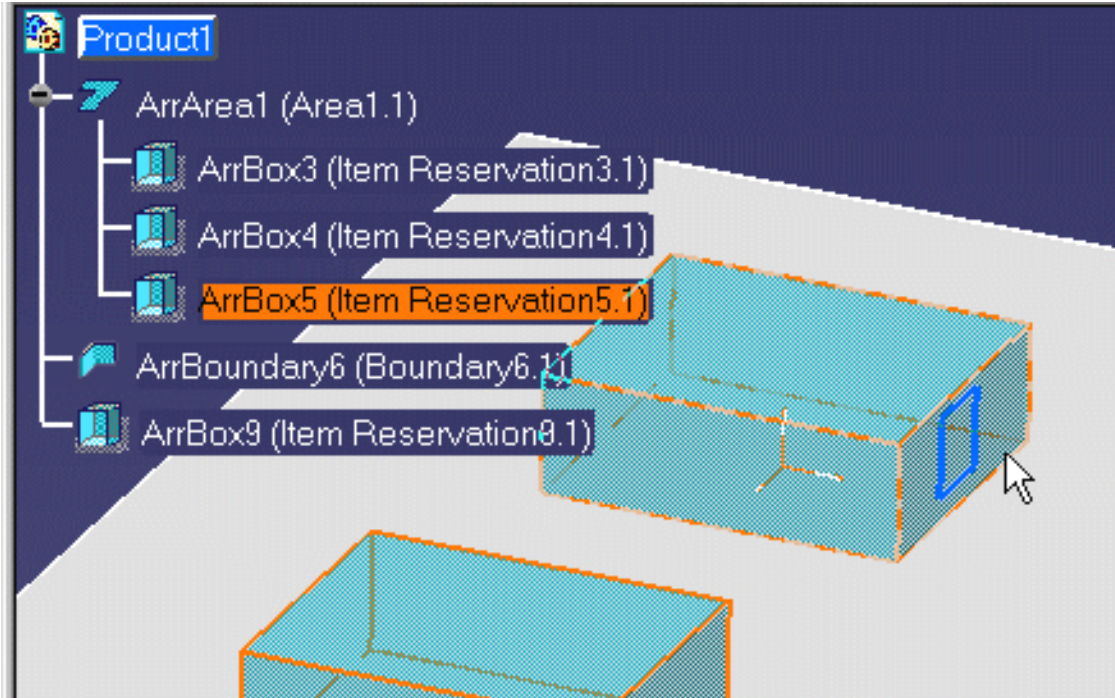 Product1
ArrArea1 (Area1.1)
ArrBox3 (Item Reservation3.1)
ArrBox4 (Item Reservation4.1)
ArrBox5 (Item Reservation5.1)
ArrBoundary6 (Boundary6.1)
ArrBox9 (Item Reservation9.1)